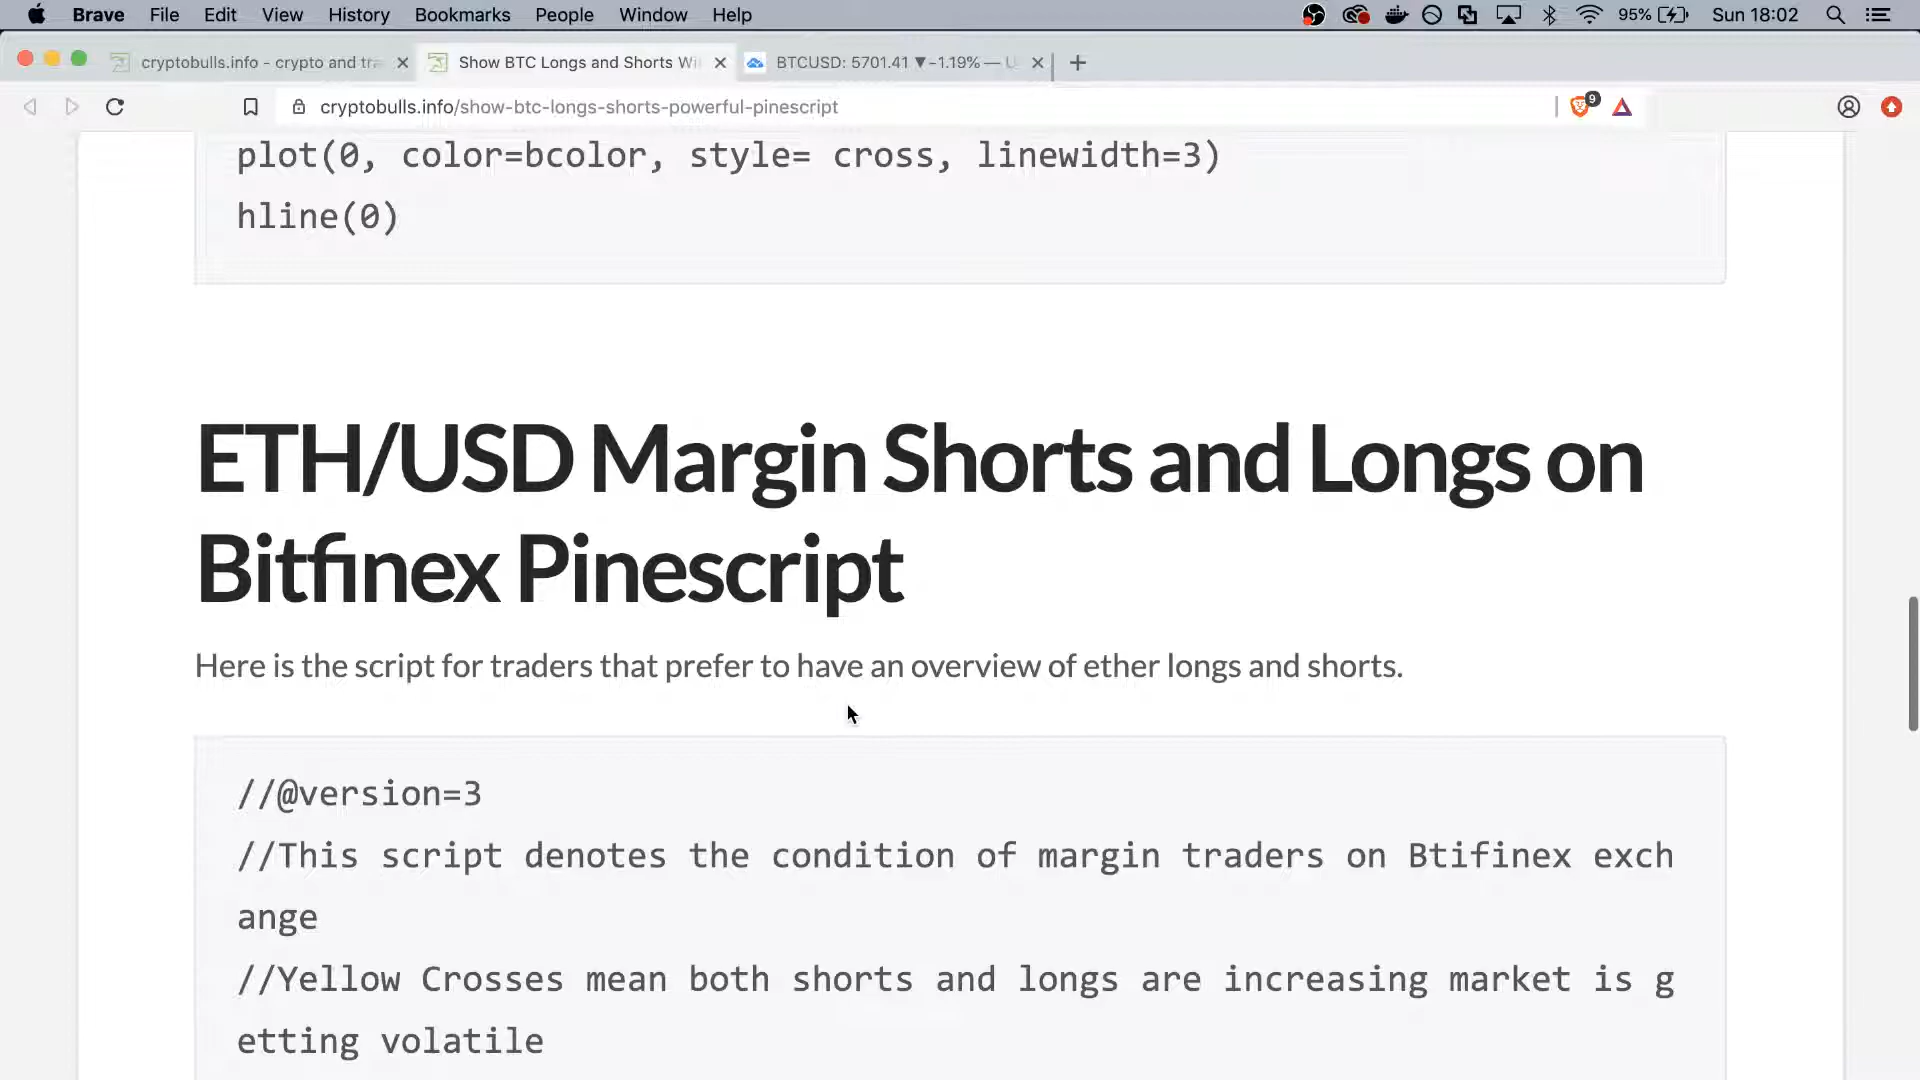 Brave File Edit View History Bookmarks People Window Help 95% Sun 18:02
cryptobulls.info - crypto and tra Show BTC Longs and Shorts Wi BTCUSD: 5701.41 ▼−1.19% — U
cryptobulls.info/show-btc-longs-shorts-powerful-pinescript 9
plot(0, color=bcolor, style= cross, linewidth=3)
hline(0)
ETH/USD Margin Shorts and Longs on
Bitfinex Pinescript
Here is the script for traders that prefer to have an overview of ether longs and shorts.
//@version=3
//This script denotes the condition of margin traders on Btifinex exch
ange
//Yellow Crosses mean both shorts and longs are increasing market is g
etting volatile